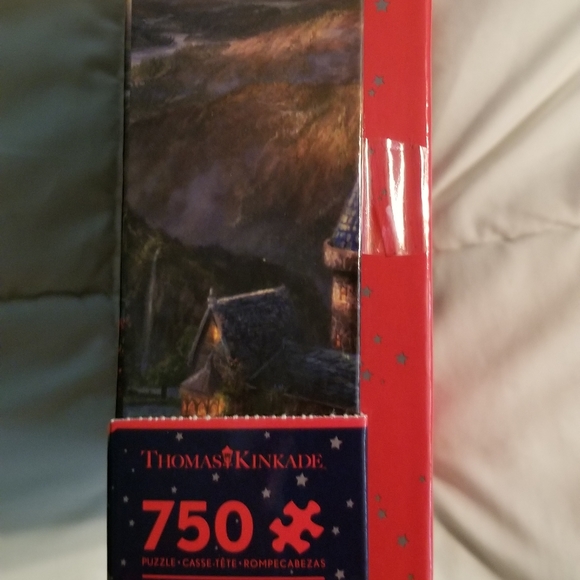 THOMAS KINKADE
750
PUZZLE • CASSE-TÊTE • ROMPECABEZAS